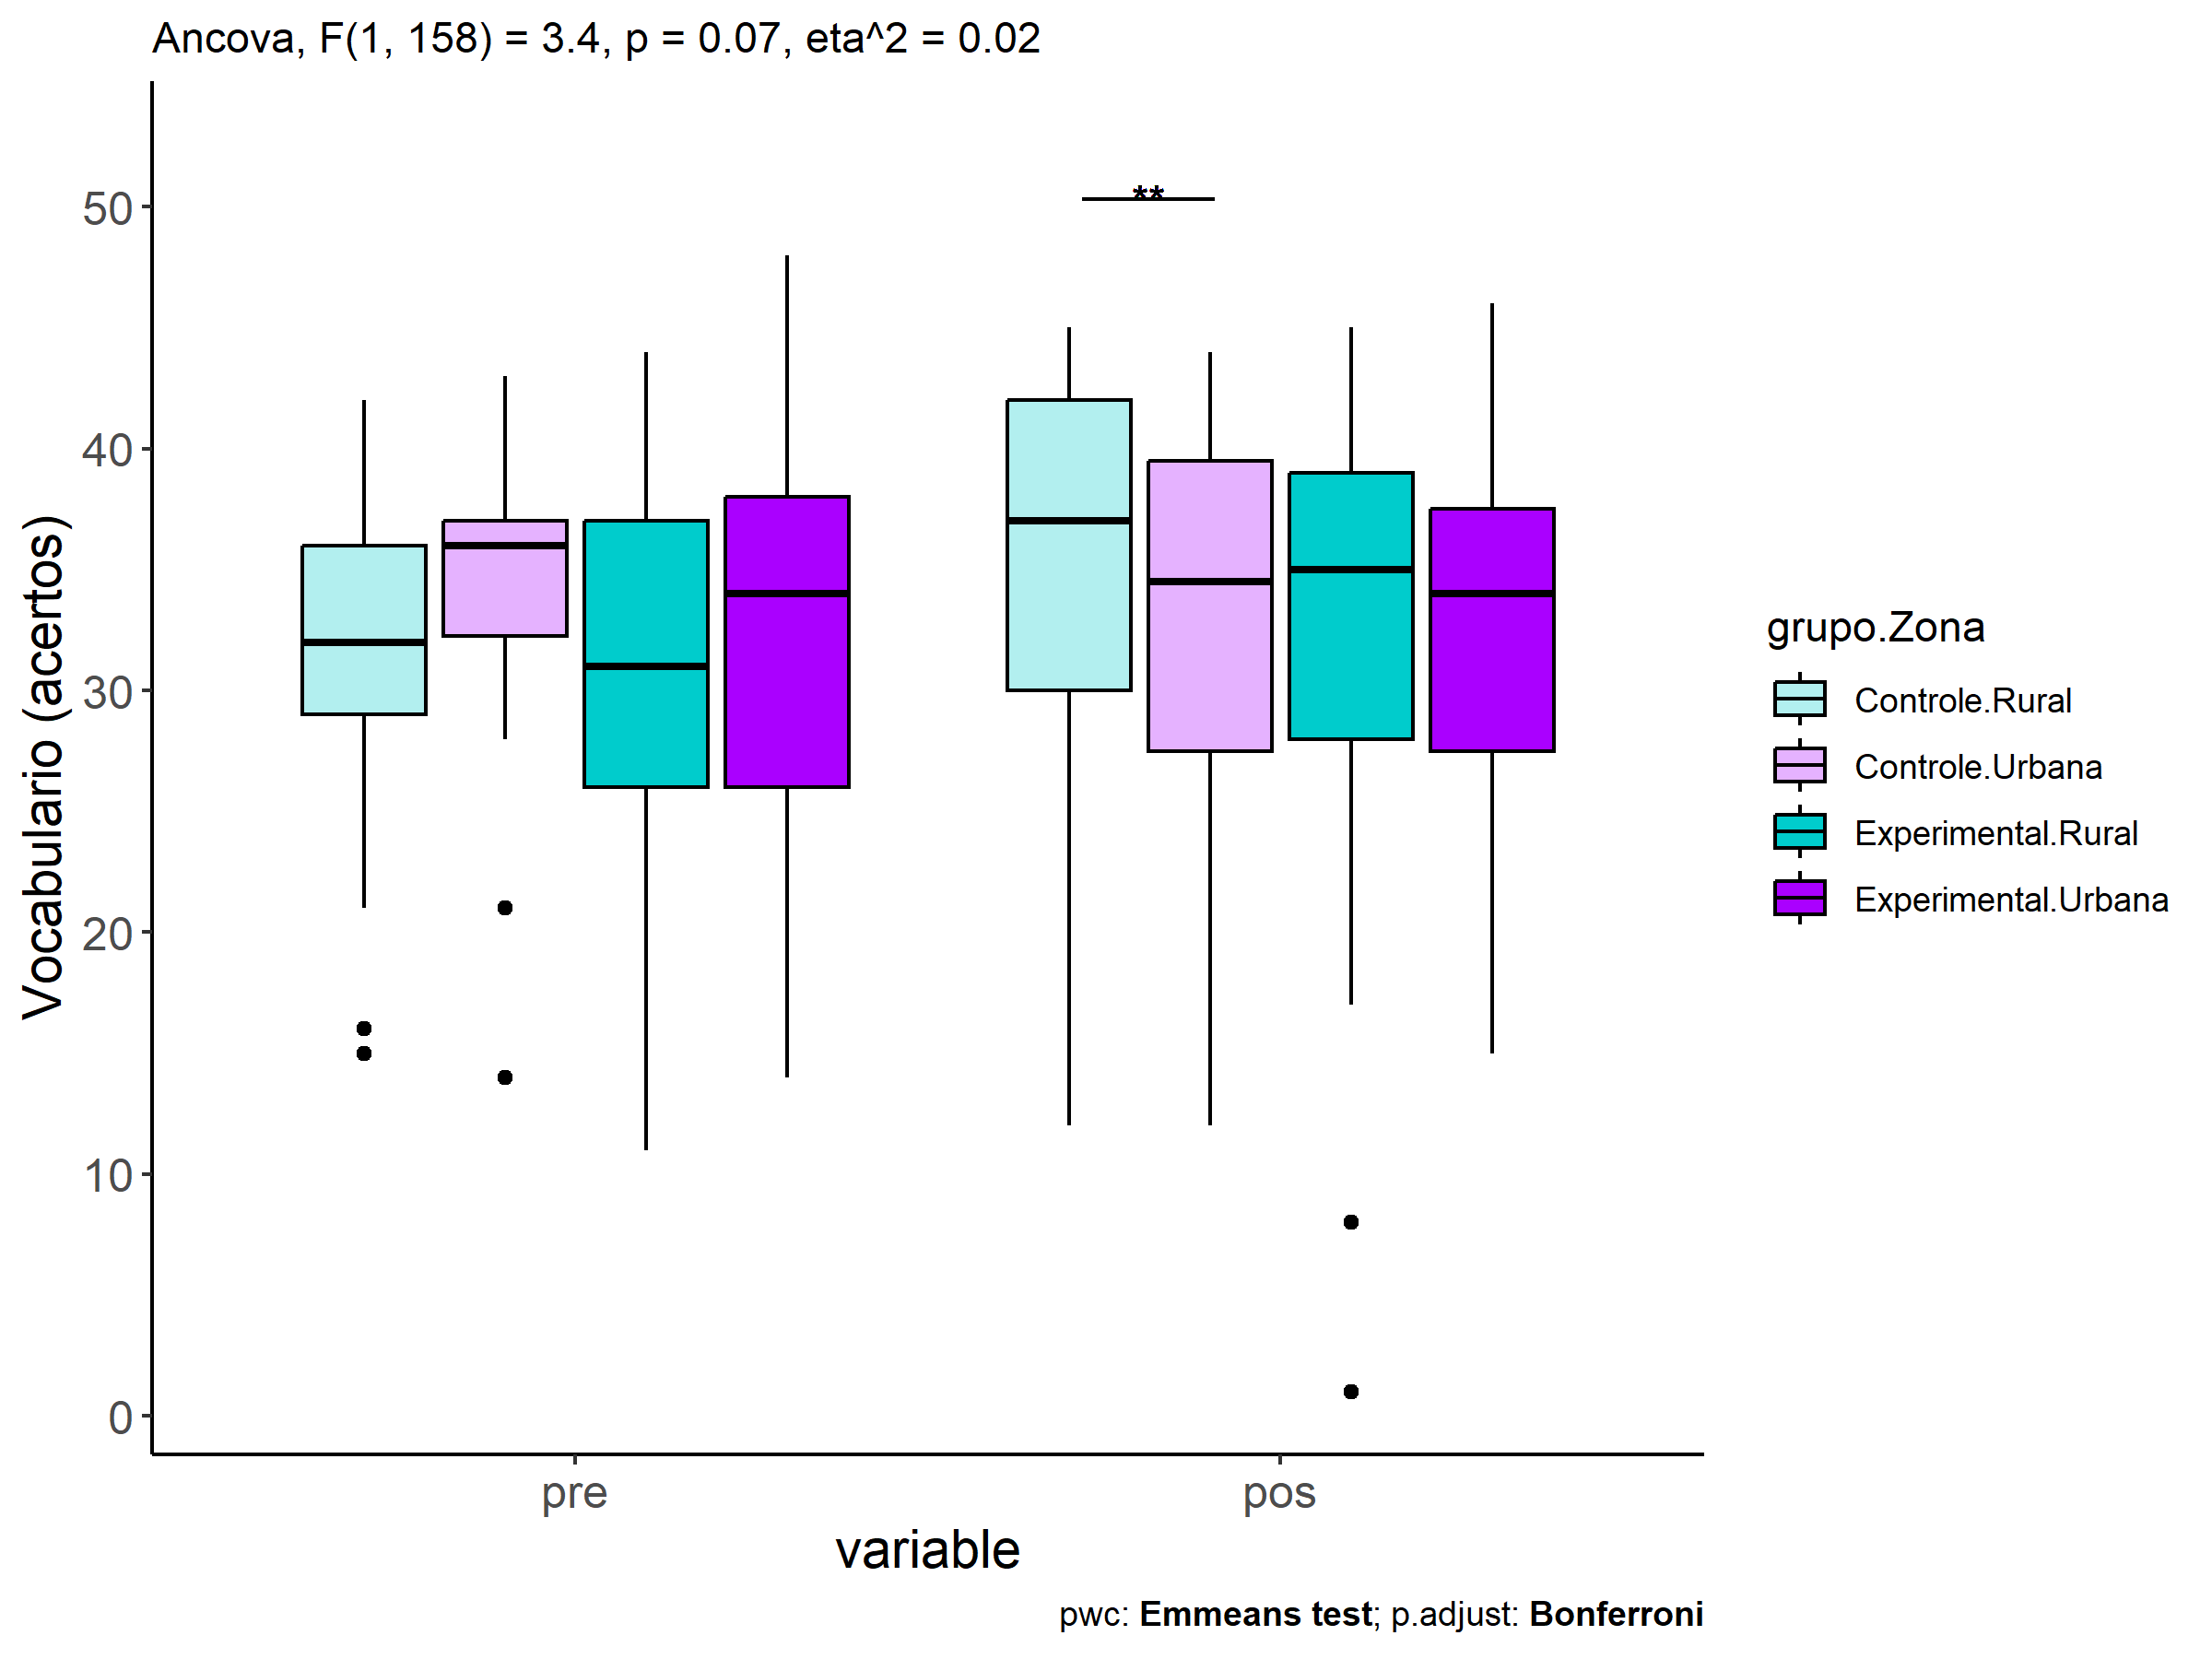 Ancova, F(1, 158) = 3.4, p = 0.07, eta^2 = 0.02
Vocabulario (acertos)
50
40
30
20
10
0
**
pre
pos
variable
grupo.Zona
Controle.Rural
Controle.Urbana
Experimental.Rural
Experimental.Urbana
pwc: Emmeans test; p.adjust: Bonferroni